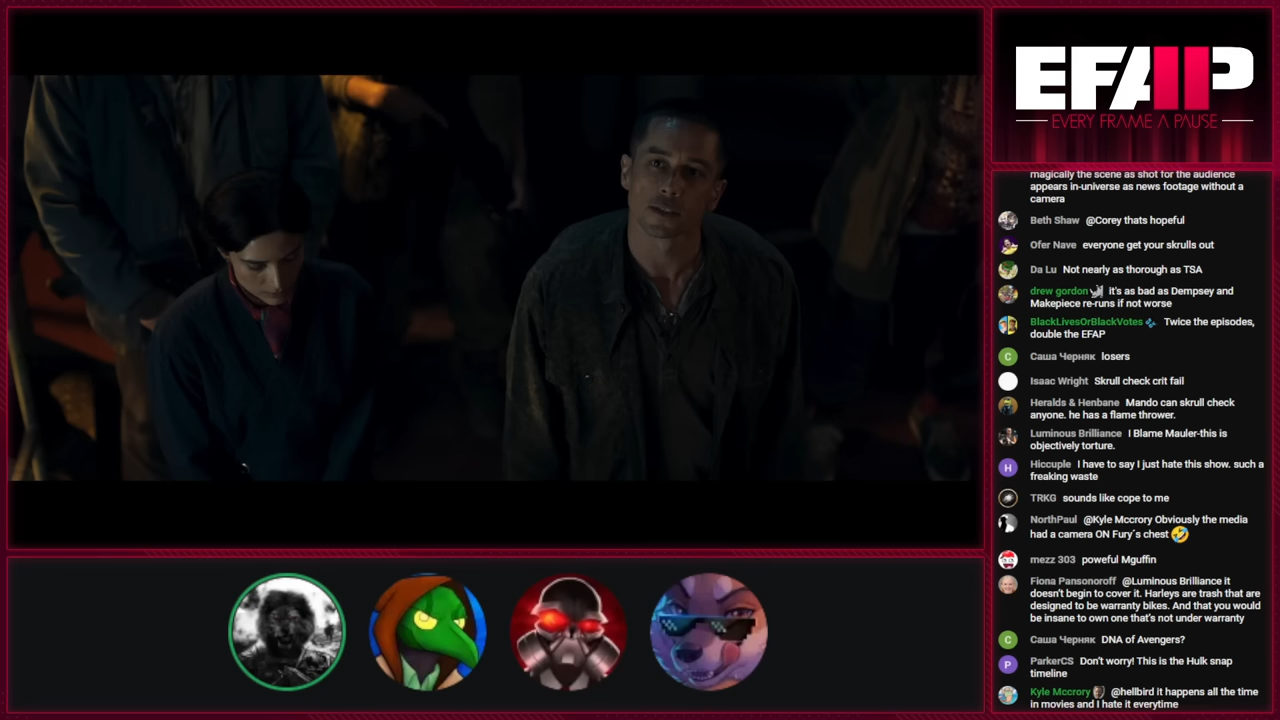 EFAP
EVERY FRAME A PAUSE
magically the scene as shot for the audience
appears in-universe as news footage without a
camera
Beth Shaw @Corey thats hopeful
Ofer Nave everyone get your skrulls out
Da Lu Not nearly as thorough as TSA
drew gordon it's as bad as Dempsey and
Makepiece re-runs if not worse
BlackLivesOrBlackVotes Twice the episodes,
double the EFAP
C Саша Черняк losers
Isaac Wright Skrull check crit fail
Heralds & Henbane Mando can skrull check
anyone. he has a flame thrower.
Luminous Brilliance I Blame Mauler-this is
objectively torture.
H Hiccuple I have to say I just hate this show. such a
freaking waste
TRKG sounds like cope to me
NorthPaul @Kyle Mccrory Obviously the media
had a camera ON Fury´s chest 🤣
mezz 303 powerful Mguffin
Fiona Pansonoroff @Luminous Brilliance it
doesn't begin to cover it. Harleys are trash that are
designed to be warranty bikes. And that you would
be insane to own one that's not under warranty
C Саша Черняк DNA of Avengers?
P ParkerCS Don't worry! This is the Hulk snap
timeline
Kyle Mccrory @hellbird it happens all the time
in movies and I hate it everytime